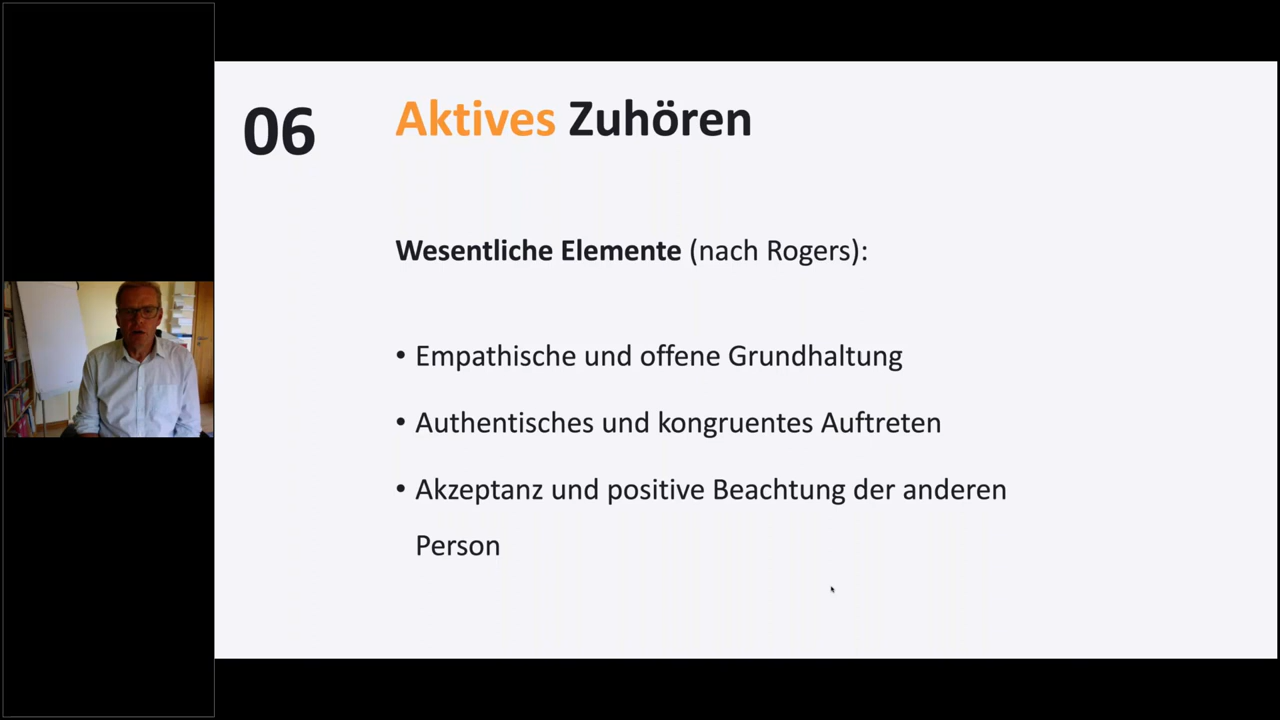 06
Aktives Zuhören
Wesentliche Elemente (nach Rogers):
• Empathische und offene Grundhaltung
• Authentisches und kongruentes Auftreten
• Akzeptanz und positive Beachtung der anderen
Person